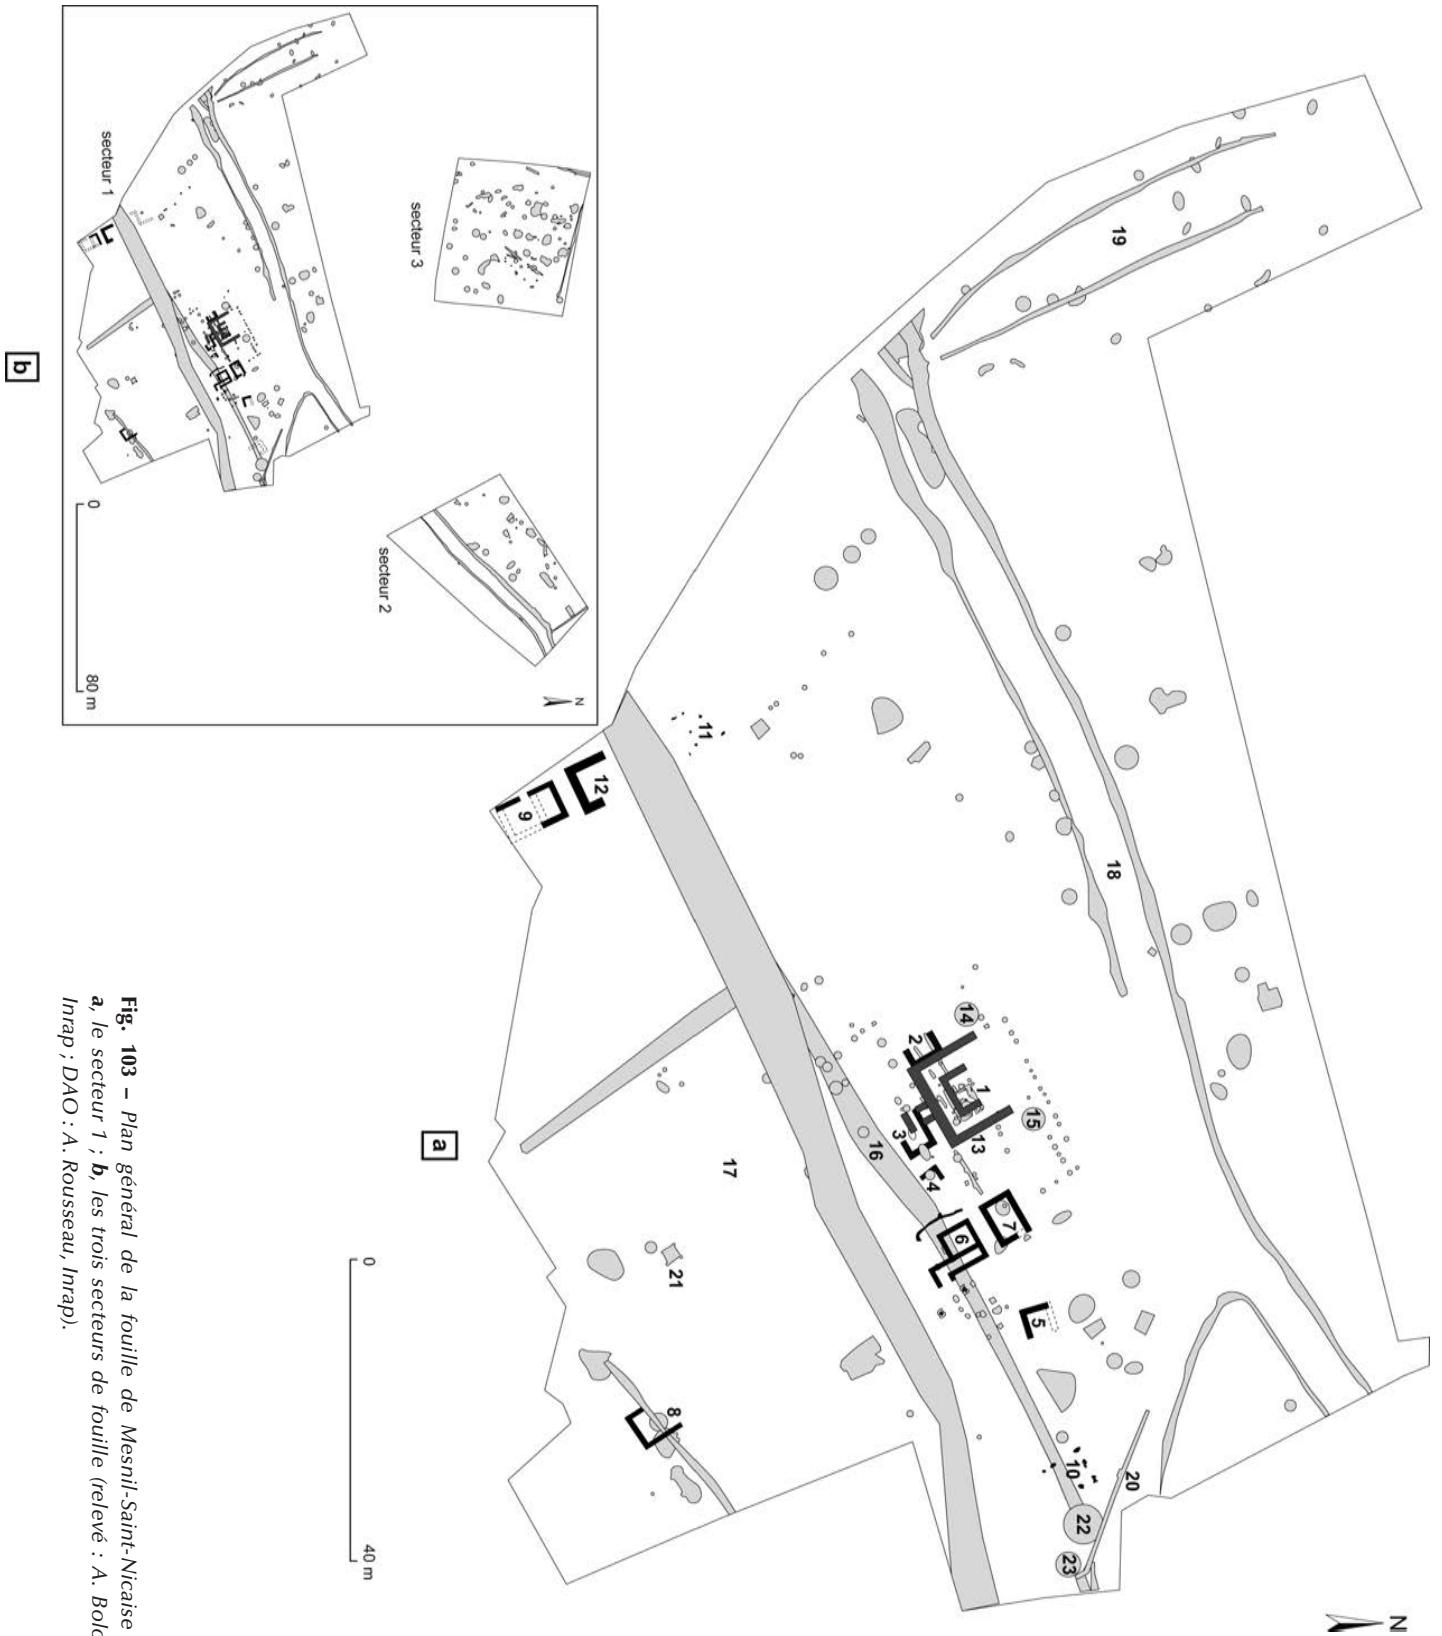 secteur 1
secteur 3
secteur 2
0
80 m
N
b
19
11
12
9
18
14
2
1
15
13
3
16
4
17
7
6
5
21
8
10
20
22
23
0
40 m
N
a
Fig. 103 – Plan général de la fouille de Mesnil-Saint-Nicaise
a, le secteur 1 ; b, les trois secteurs de fouille (relevé : A.
Inrap ; DAO : A. Rousseau, Inrap).